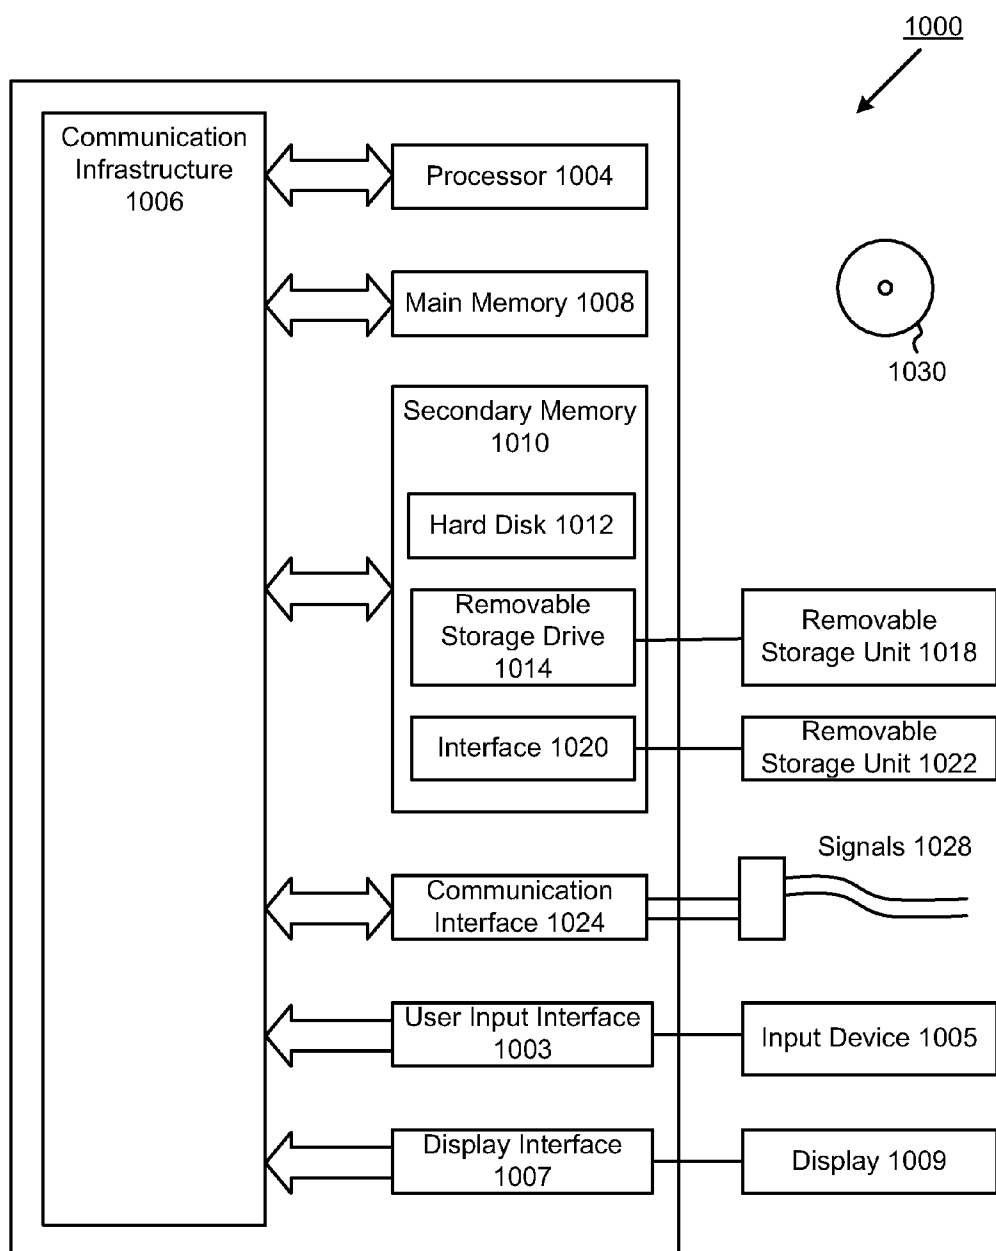 1000
Communication
Infrastructure
1006
Processor 1004
Main Memory 1008
1030
Secondary Memory
1010
Hard Disk 1012
Removable
Storage Drive
1014
Removable
Storage Unit 1018
Interface 1020
Removable
Storage Unit 1022
Signals 1028
Communication
Interface 1024
User Input Interface
1003
Input Device 1005
Display Interface
1007
Display 1009